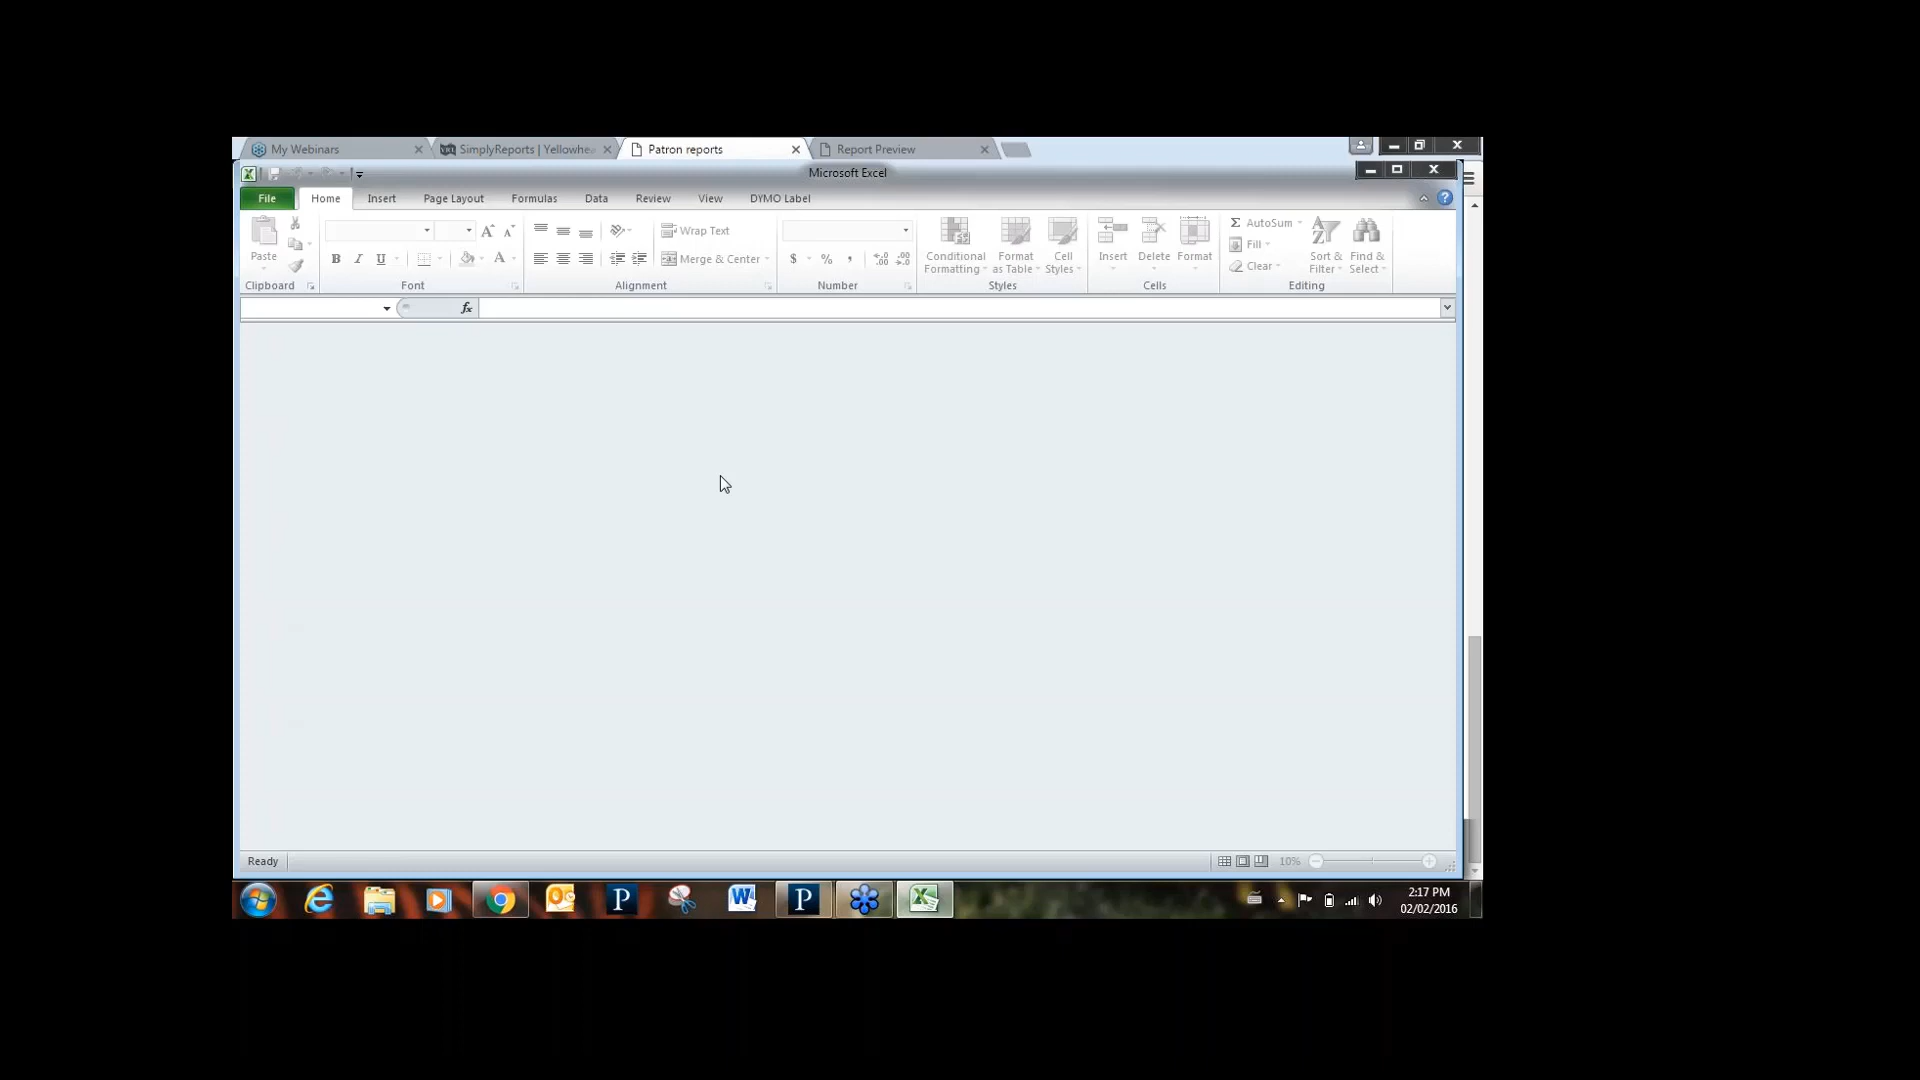 My Webinars
SimplyReports | Yellowhe
Patron reports
Report Preview
Microsoft Excel
File Home Insert Page Layout Formulas Data Review View DYMO Label
Paste
Clipboard
B I U A
Font
Wrap Text
Merge & Center
Alignment
$ % , .00 .00
Number
Conditional Formatting
Format as Table
Cell Styles
Styles
Insert Delete Format
Cells
Σ AutoSum
Fill
Clear
Sort & Filter
Find & Select
Editing
fx
Ready
10%
P W P
2:17 PM
02/02/2016